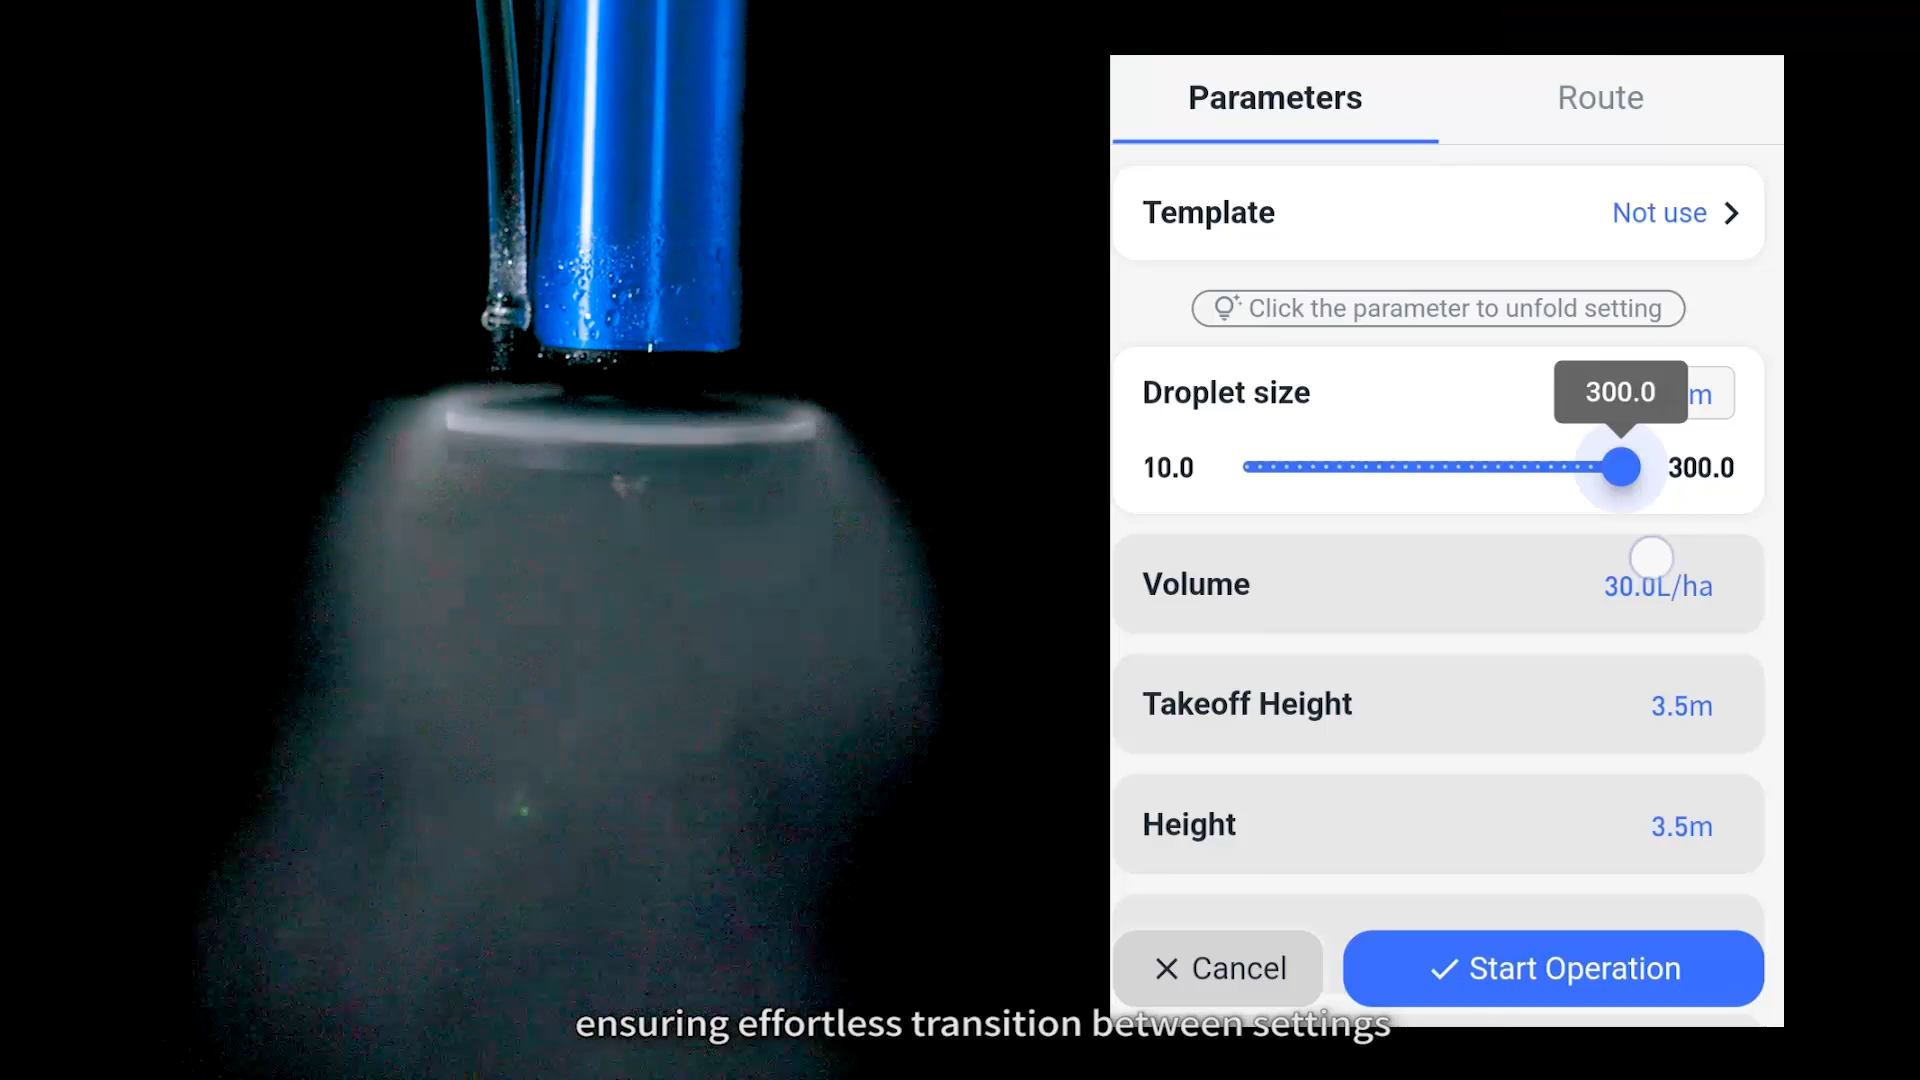 Parameters
Route
Template
Not use
Click the parameter to unfold setting
Droplet size
300.0
m
10.0
300.0
Volume
30.0L/ha
Takeoff Height
3.5m
Height
3.5m
Cancel
Start Operation
ensuring effortless transition between settings